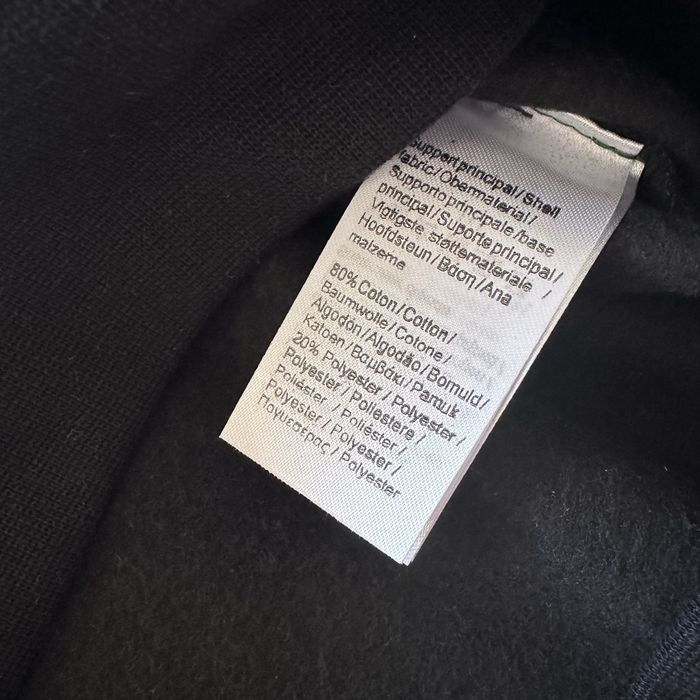 Support principal / Shell
fabric / Obermaterial /
Supporto principale /base
principal / Suporte principal /
Vigtigste støttemateriale /
Hoofdsteun / Βάση / Ana
malzeme
80% Coton / Cotton /
Baumwolle / Cotone /
Algodón / Algodão / Bomuld /
Katoen / Βαμβάκι / Pamuk
20% Polyester / Polyester /
Polyester / Poliestere /
Poliéster / Poliéster /
Polyester / Polyester /
Πολυεστέρας / Polyester